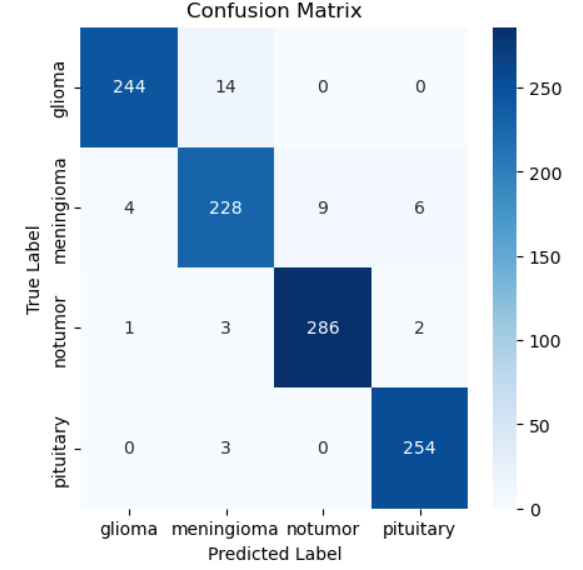 Confusion Matrix
glioma 244 14 0 0 250
200
meningioma 4 228 9 6
150
True Label
notumor 1 3 286 2 100
50
pituitary 0 3 0 254
0
glioma meningioma notumor pituitary
Predicted Label